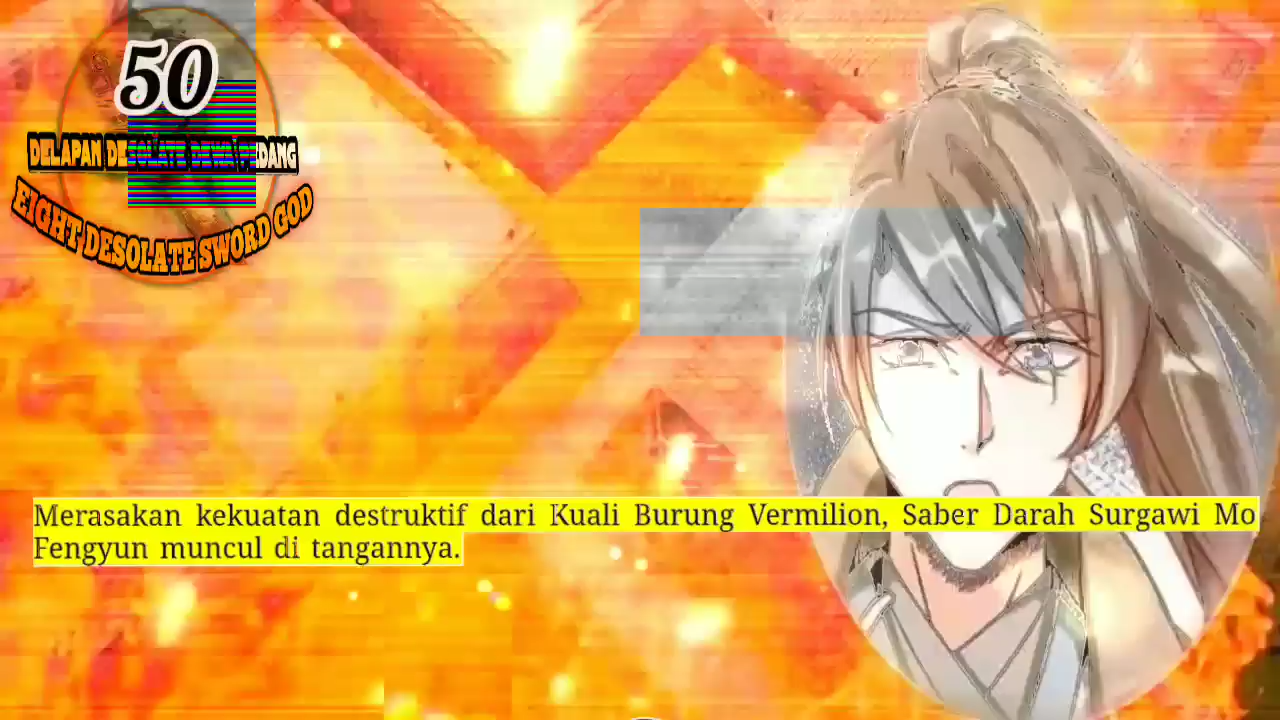 50
DELAPAN DE EDANG
EIGHT DESOLATE SWORD GOD
Merasakan kekuatan destruktif dari Kuali Burung Vermilion, Saber Darah Surgawi Mo
Fengyun muncul di tangannya.